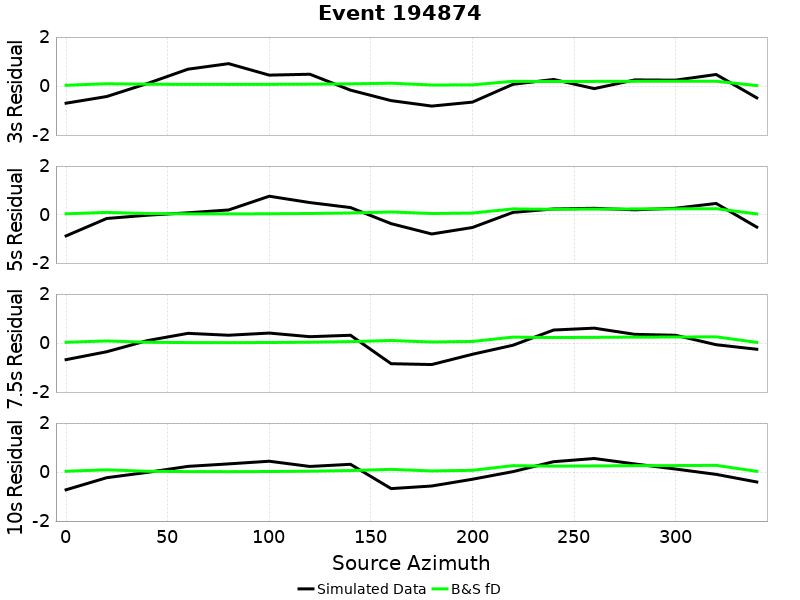 Event 194874
3s Residual
2
0
-2
5s Residual
2
0
-2
7.5s Residual
2
0
-2
10s Residual
2
0
-2
0 50 100 150 200 250 300
Source Azimuth
Simulated Data B&S fD